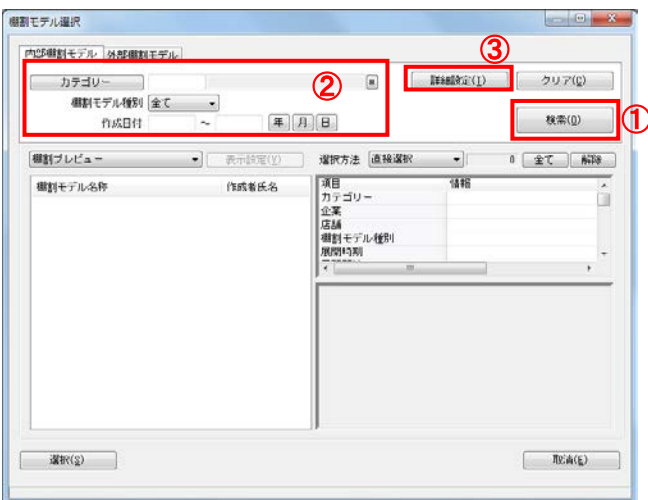 棚割モデル選択
内部棚割モデル 外部棚割モデル
③
カテゴリー ② 詳細設定(I) クリア(C)
棚割モデル種別 全て
検索(O) ①
作成日付 ～ 年 月 日
棚割プレビュー 表示設定(V) 選択方法 直接選択 0 全て 解除
棚割モデル名称 作成者氏名 項目 情報
カテゴリー
企業
店舗
棚割モデル種別
展開時期
選択(S) 取消(E)